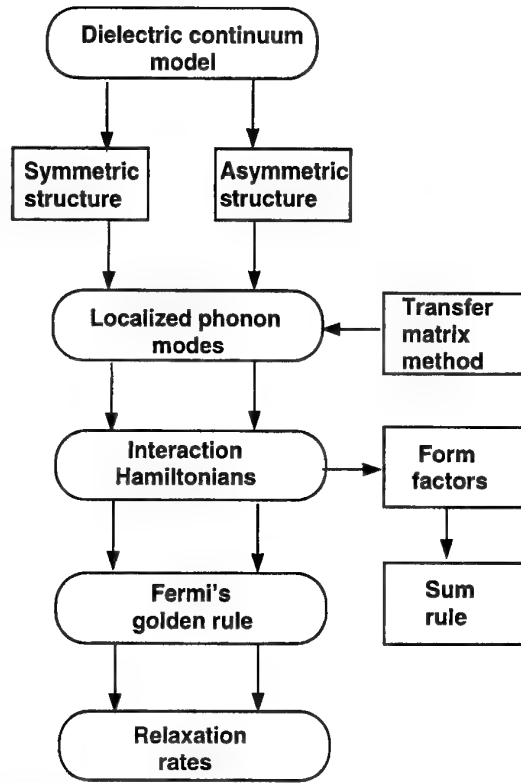 Dielectric continuum
model
Symmetric
structure
Asymmetric
structure
Localized phonon
modes
Transfer
matrix
method
Interaction
Hamiltonians
Form
factors
Fermi's
golden rule
Sum
rule
Relaxation
rates